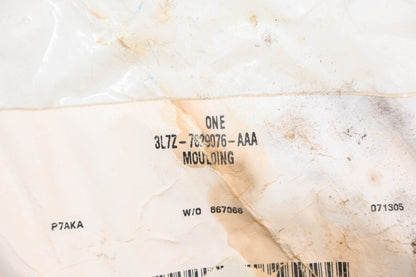 ONE
3L7Z-7829076-AAA
MOULDING
W/O 867066
071305
P7AKA